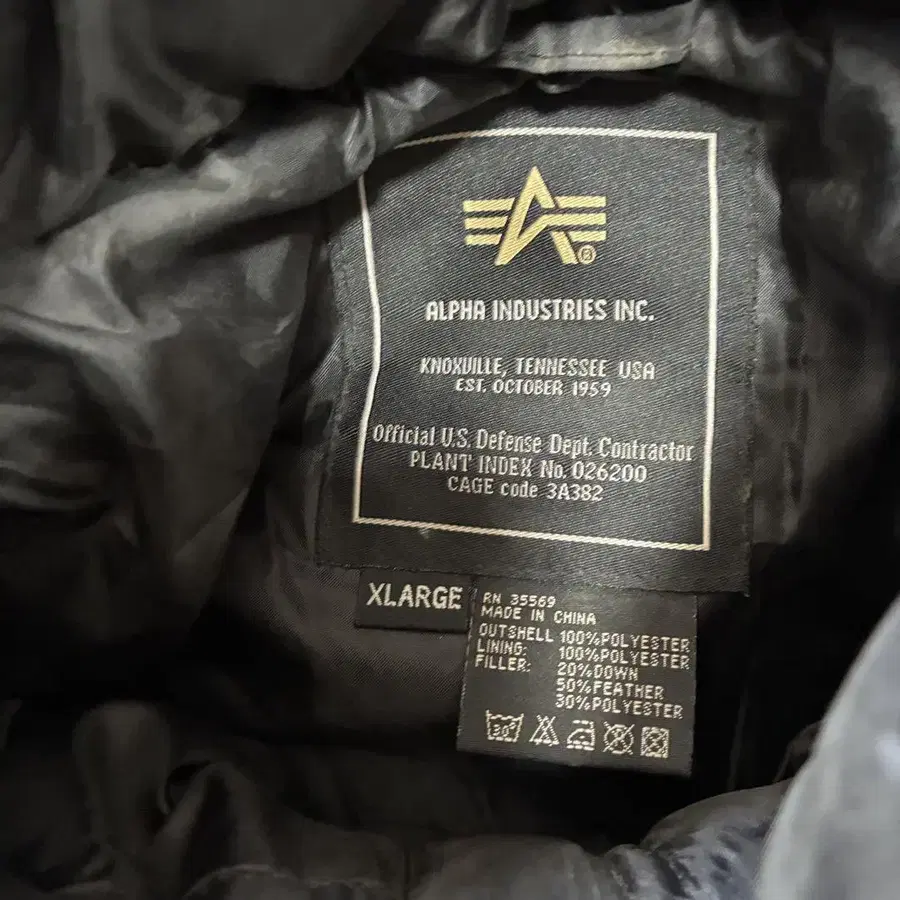 ALPHA INDUSTRIES INC.
KNOXVILLE, TENNESSEE USA
EST. OCTOBER 1959
Official U.S. Defense Dept. Contractor
PLANT INDEX No. 026200
CAGE code 3A382
XLARGE
RN 35569
MADE IN CHINA
OUTSHELL 100%POLYESTER
LINING: 100%POLYESTER
FILLER: 20%DOWN
50%FEATHER
30%POLYESTER
30°